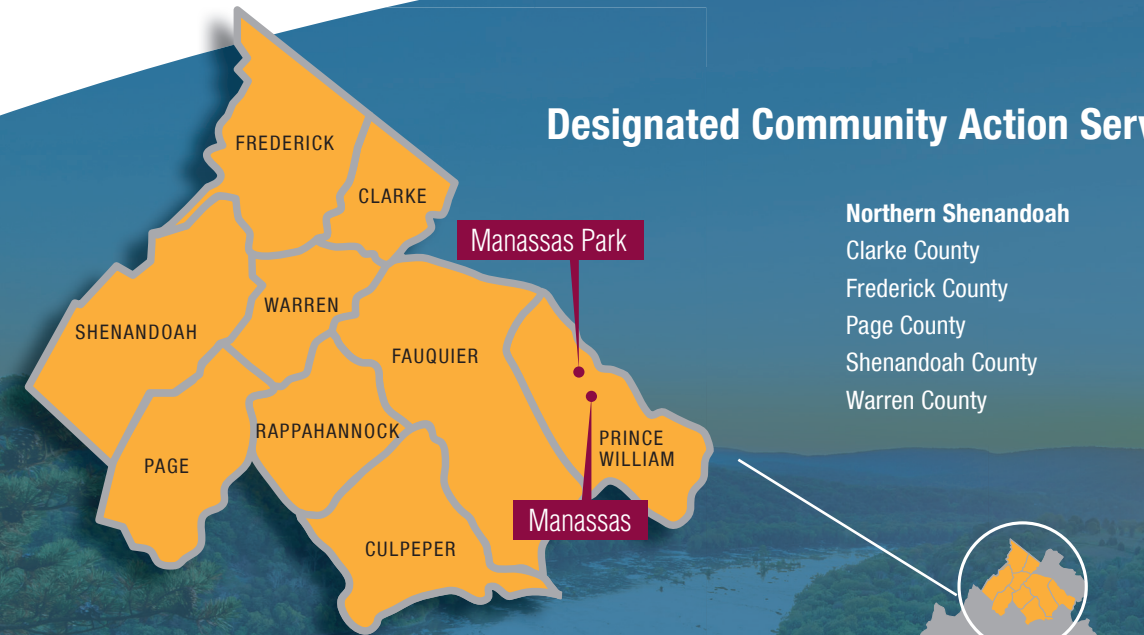 Designated Community Action
Northern Shenandoah
Clarke County
Frederick County
Page County
Shenandoah County
Warren County
FREDERICK
CLARKE
Manassas Park
WARREN
SHENANDOAH
FAUQUIER
RAPPAHANNOCK
PRINCE
WILLIAM
PAGE
Manassas
CULPEPER